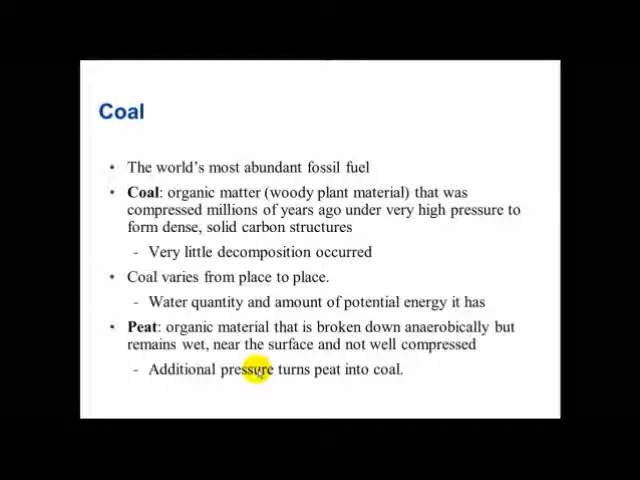 Coal
• The world's most abundant fossil fuel
• Coal: organic matter (woody plant material) that was
compressed millions of years ago under very high pressure to
form dense, solid carbon structures
- Very little decomposition occurred
• Coal varies from place to place.
- Water quantity and amount of potential energy it has
• Peat: organic material that is broken down anaerobically but
remains wet, near the surface and not well compressed
- Additional pressure turns peat into coal.